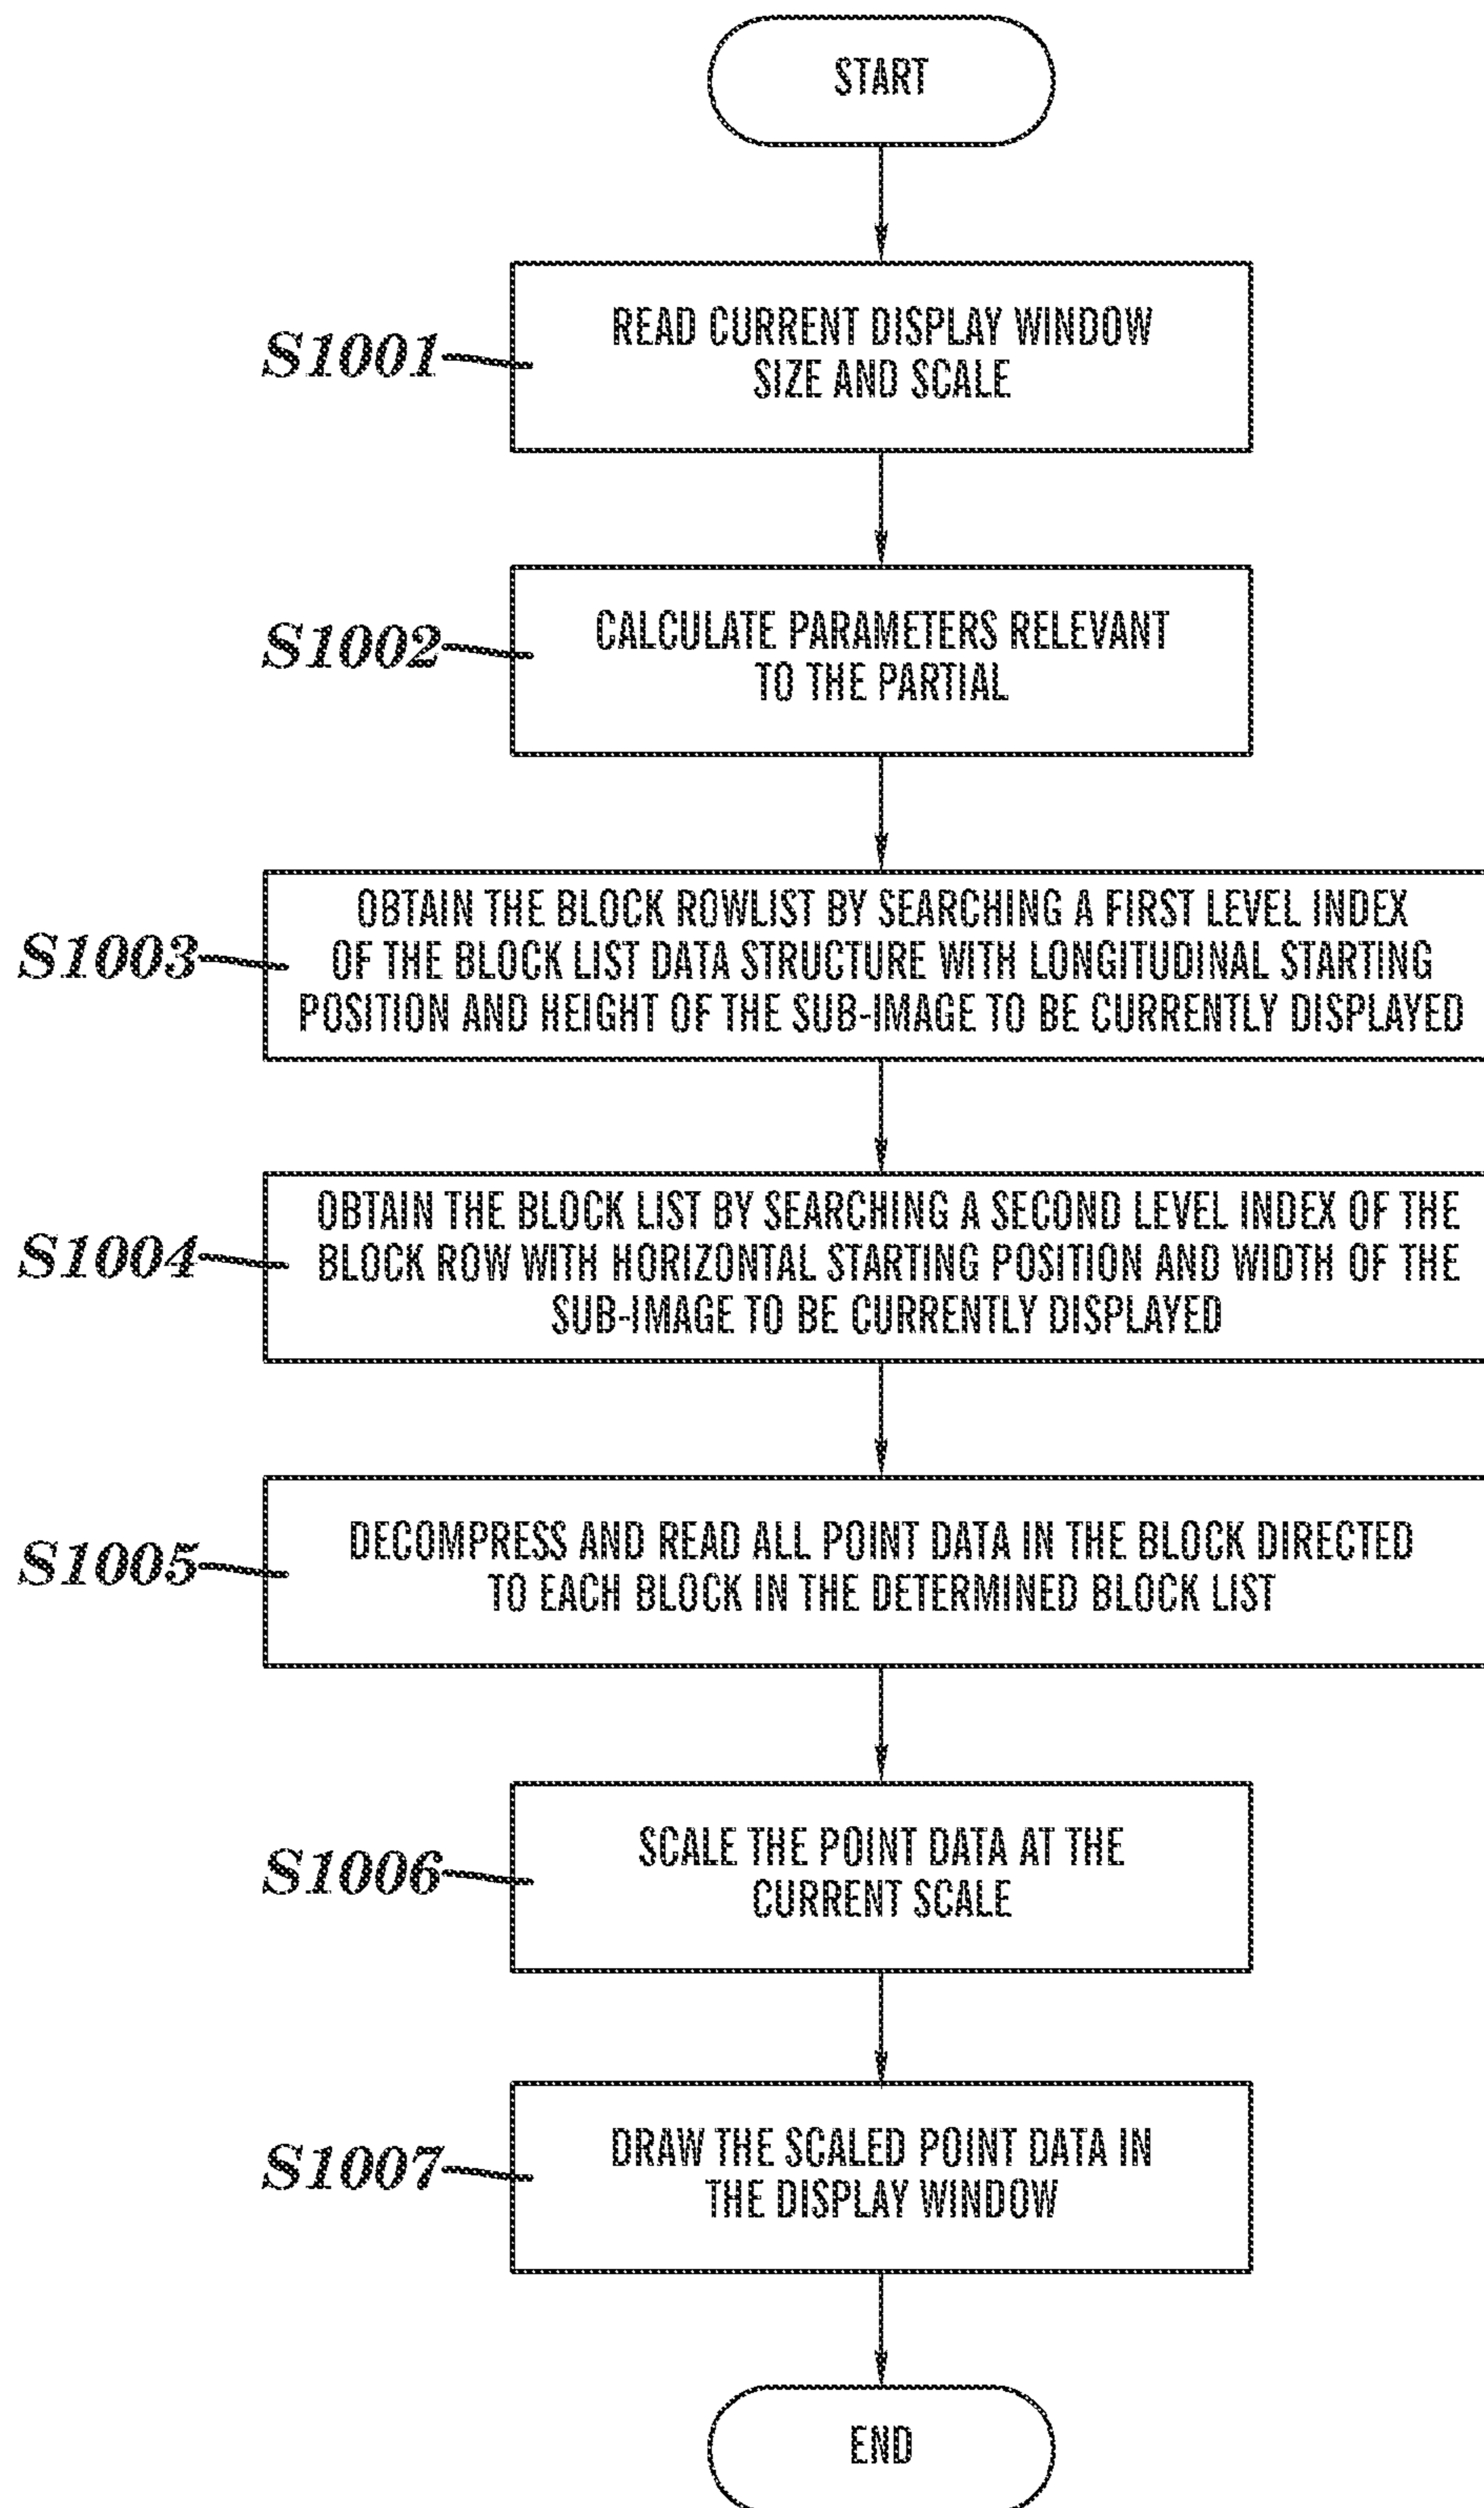 START
S1001
READ CURRENT DISPLAY WINDOW
SIZE AND SCALE
S1002
CALCULATE PARAMETERS RELEVANT
TO THE PARTIAL
S1003
OBTAIN THE BLOCK ROWLIST BY SEARCHING A FIRST LEVEL INDEX
OF THE BLOCK LIST DATA STRUCTURE WITH LONGITUDINAL STARTING
POSITION AND HEIGHT OF THE SUB-IMAGE TO BE CURRENTLY DISPLAYED
S1004
OBTAIN THE BLOCK LIST BY SEARCHING A SECOND LEVEL INDEX OF THE
BLOCK ROW WITH HORIZONTAL STARTING POSITION AND WIDTH OF THE
SUB-IMAGE TO BE CURRENTLY DISPLAYED
S1005
DECOMPRESS AND READ ALL POINT DATA IN THE BLOCK DIRECTED
TO EACH BLOCK IN THE DETERMINED BLOCK LIST
S1006
SCALE THE POINT DATA AT THE
CURRENT SCALE
S1007
DRAW THE SCALED POINT DATA IN
THE DISPLAY WINDOW
END